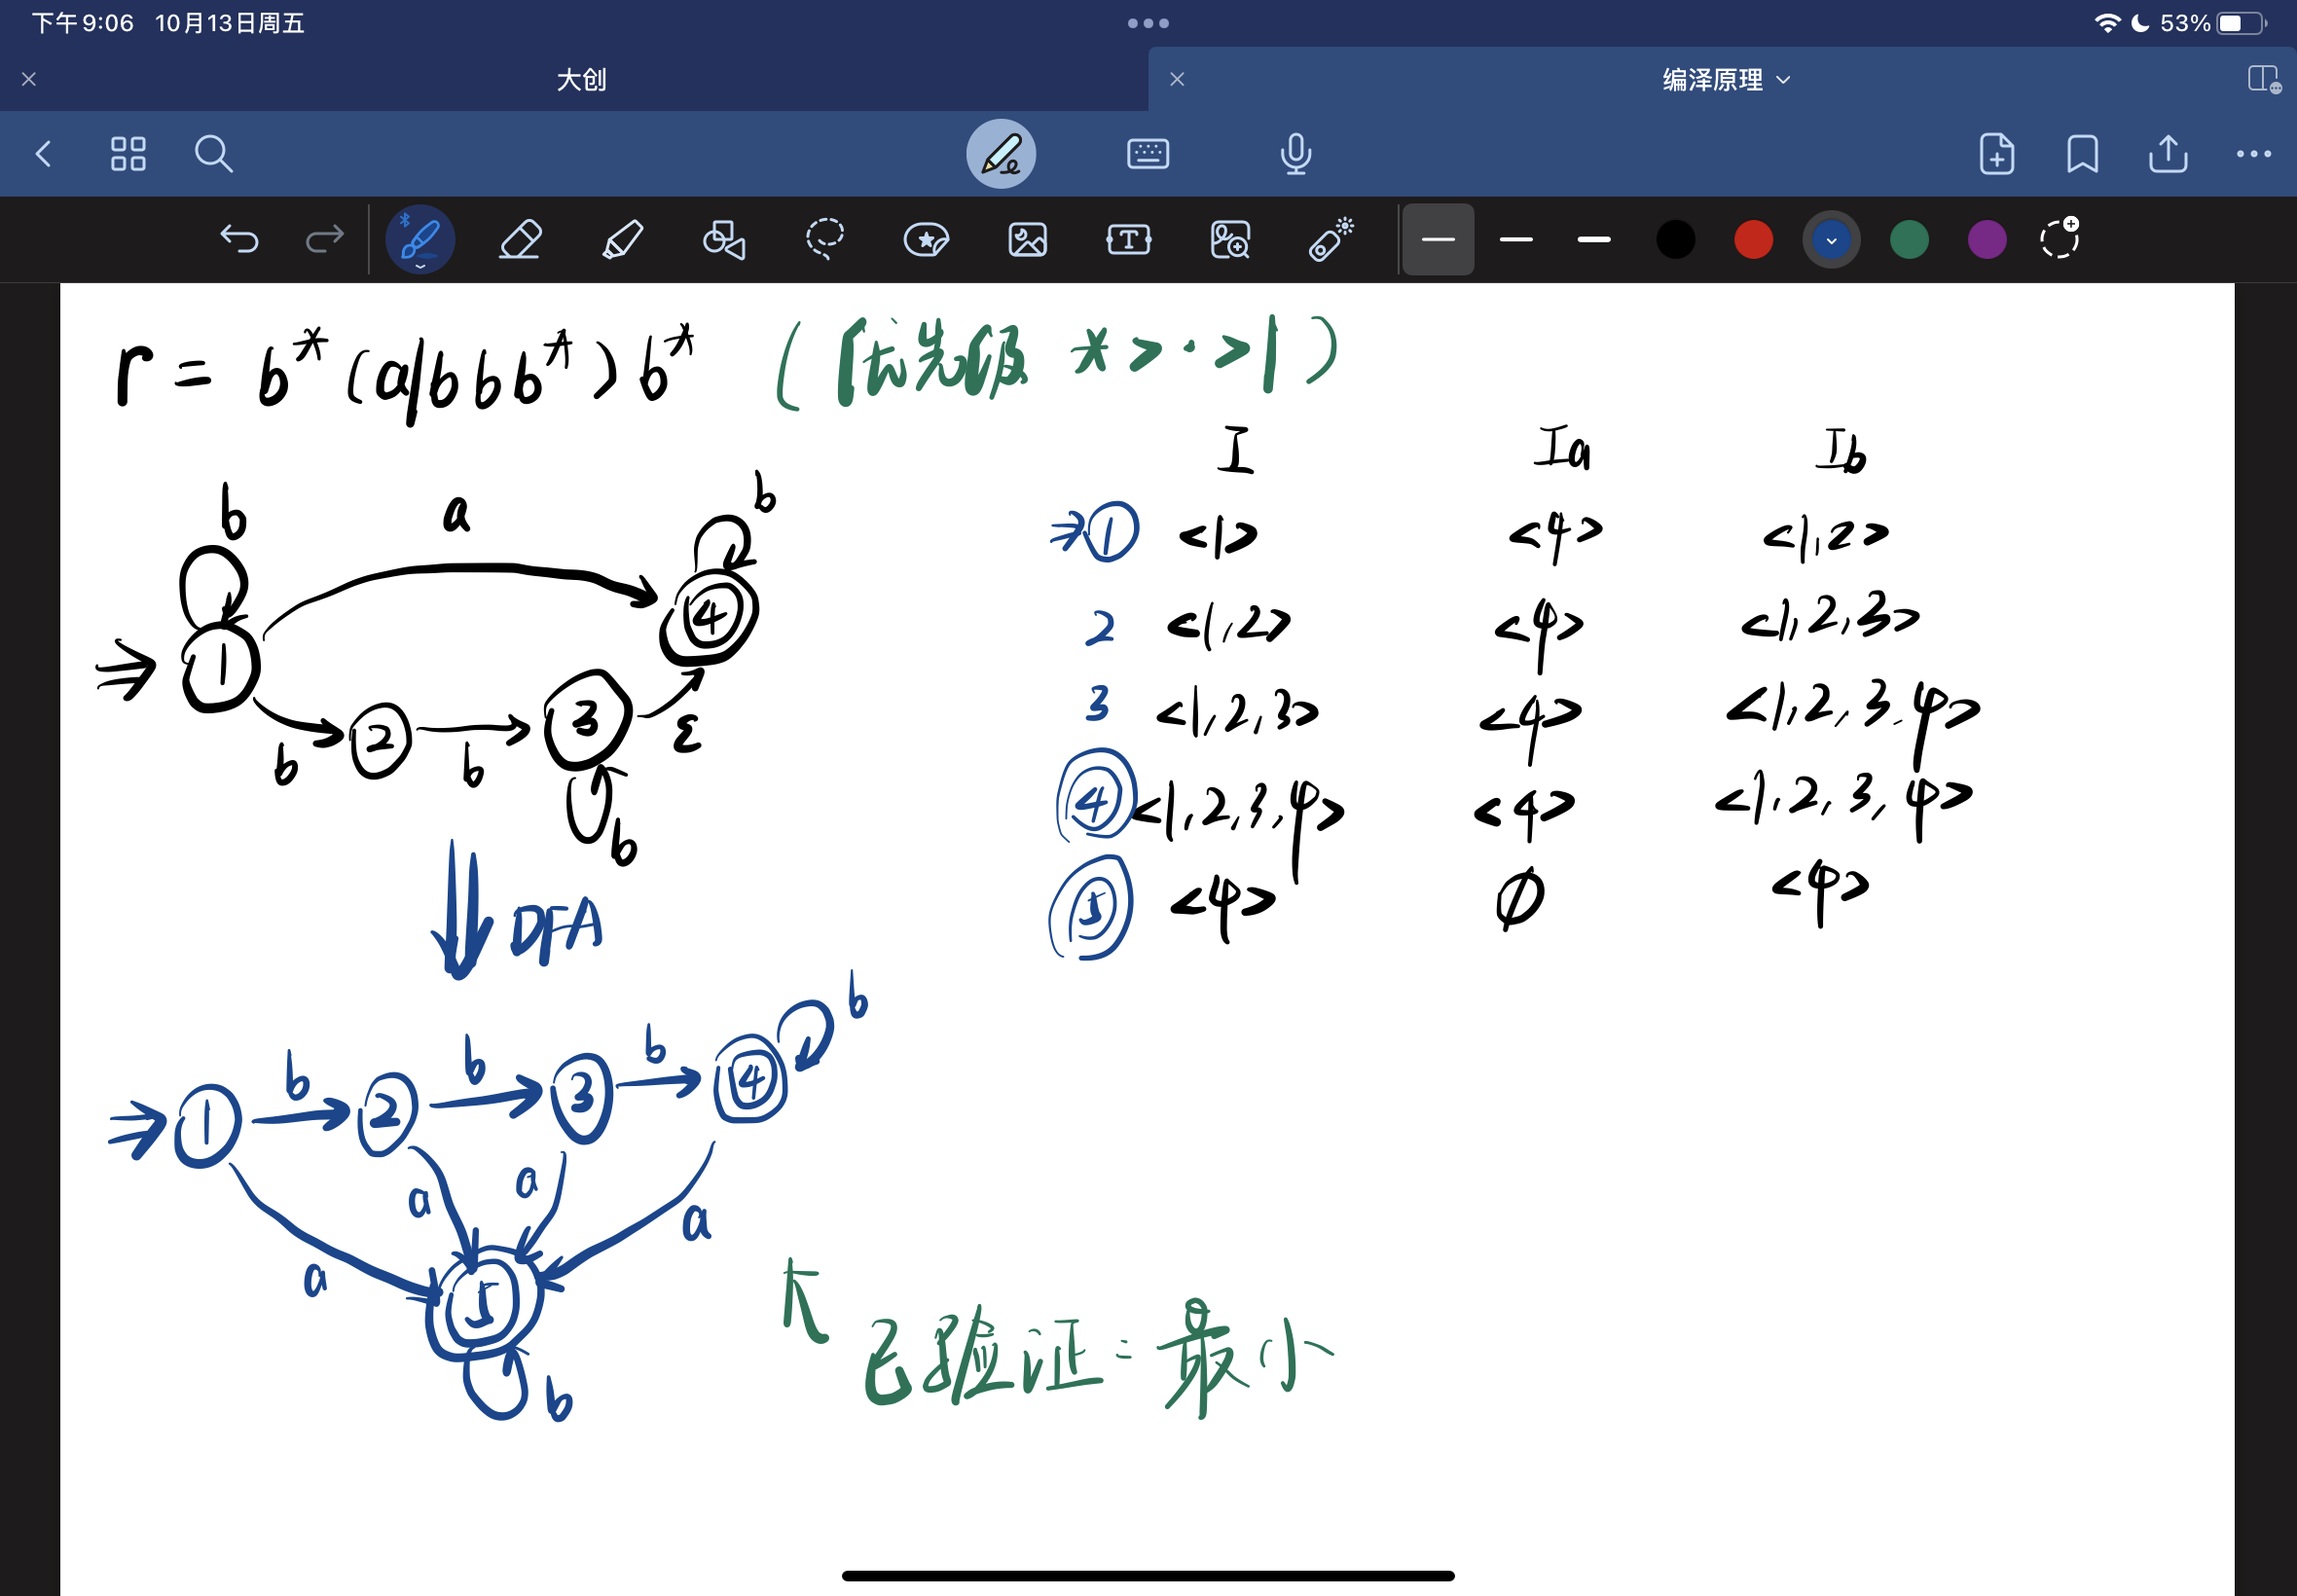 下午9:06 10月13日周五
53%
大创
编泽原理
r = b*(a|bbb*)b* (优先级 * > · > |)
I Ia Ib
① <1> <4> <1,2>
2 <1,2> <4> <1,2,3>
3 <1,2,3> <4> <1,2,3,4>
④ <1,2,3,4> <4> <1,2,3,4>
⑤ <4> ∅ <4>
b
a
b
1
4
2
3
b
b
ε
b
DFA
b
b
b
b
1
2
3
4
a
a
a
a
5
b
已验证:最小